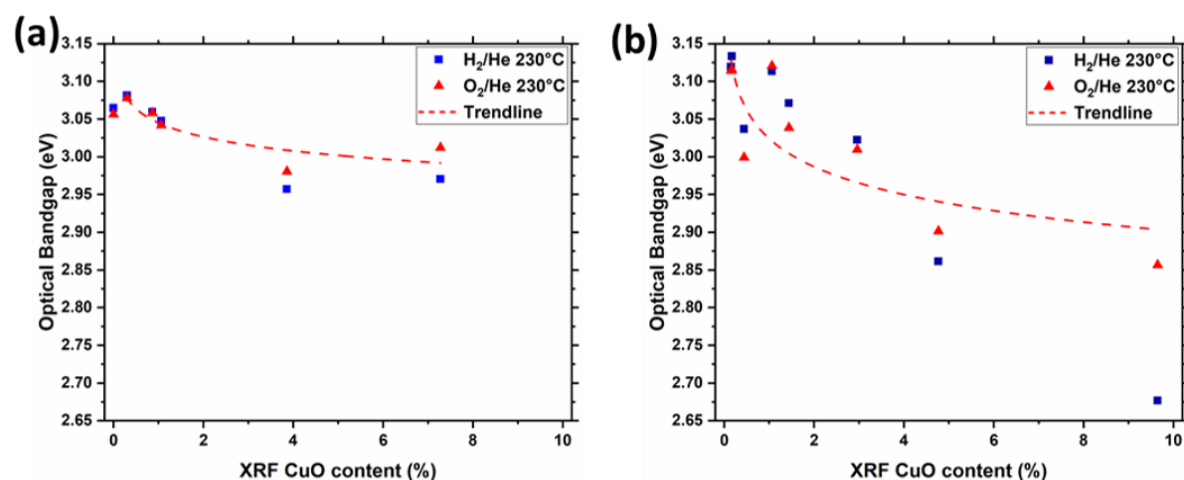 (a)
3.15
3.10
3.05
3.00
2.95
2.90
2.85
2.80
2.75
2.70
2.65
Optical Bandgap (eV)
H₂/He 230°C
O₂/He 230°C
Trendline
0 2 4 6 8 10
XRF CuO content (%)
(b)
3.15
3.10
3.05
3.00
2.95
2.90
2.85
2.80
2.75
2.70
2.65
Optical Bandgap (eV)
H₂/He 230°C
O₂/He 230°C
Trendline
0 2 4 6 8 10
XRF CuO content (%)